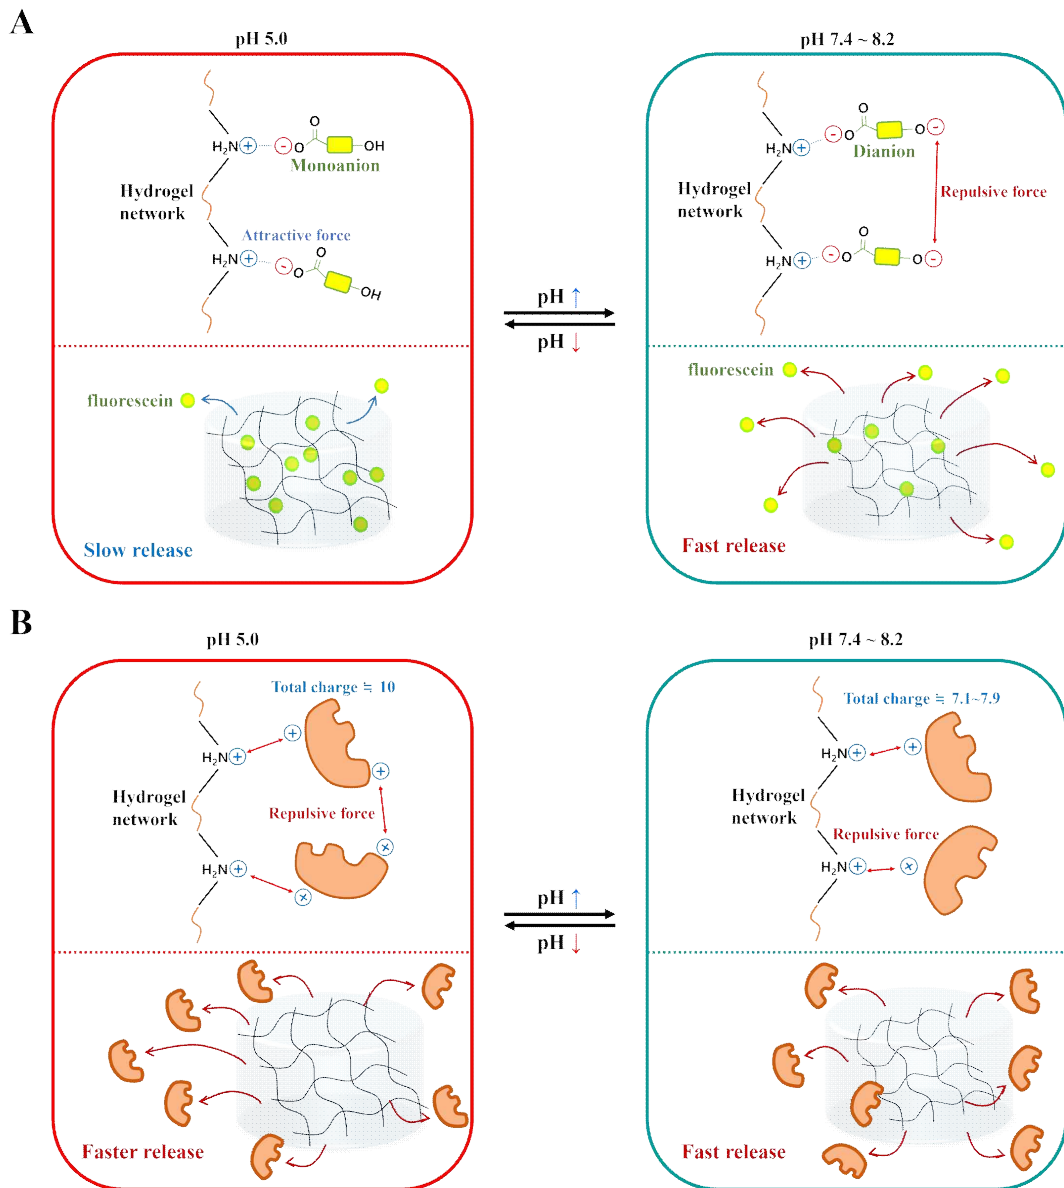 A
pH 5.0
pH 7.4 ~ 8.2
O
H₂N + - O OH
Monoanion
Hydrogel
network
Attractive force
O
H₂N + - O
OH
O
H₂N + - O O -
Dianion
Hydrogel
network
Repulsive force
O
H₂N + - O O -
pH ↑
pH ↓
fluorescein
Slow release
fluorescein
Fast release
B
pH 5.0
pH 7.4 ~ 8.2
Total charge ≒ 10
+
H₂N +
+
Hydrogel
network
Repulsive force
+
H₂N +
+
Total charge ≒ 7.1~7.9
H₂N + +
Hydrogel
network
Repulsive force
H₂N + +
pH ↑
pH ↓
Faster release
Fast release